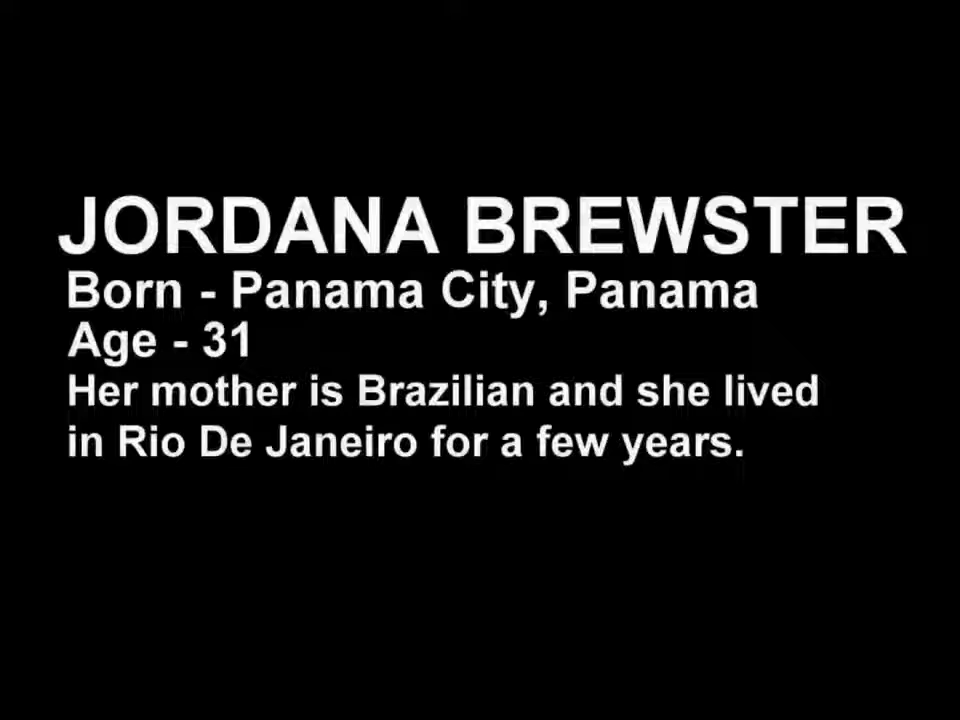 JORDANA BREWSTER
Born - Panama City, Panama
Age - 31
Her mother is Brazilian and she lived
in Rio De Janeiro for a few years.